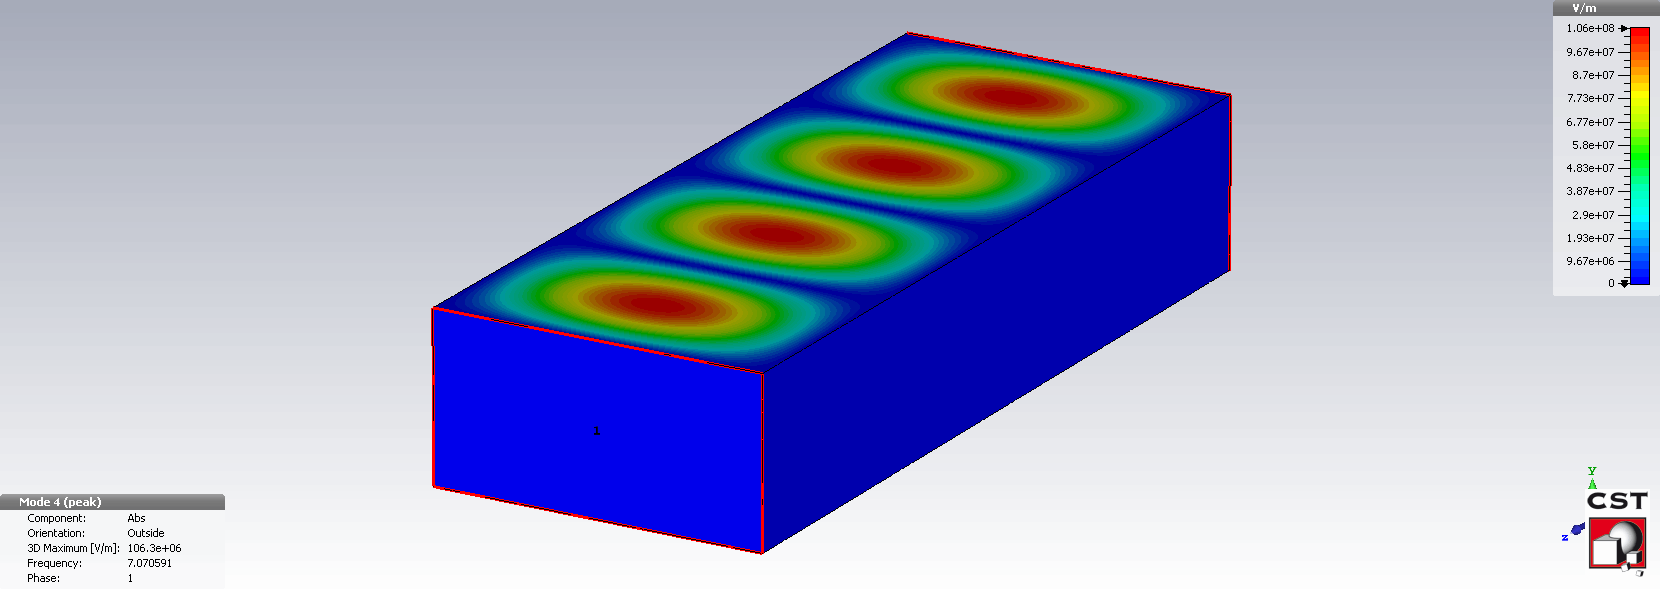 V/m
1.06e+08
9.67e+07
8.7e+07
7.73e+07
6.77e+07
5.8e+07
4.83e+07
3.87e+07
2.9e+07
1.93e+07
9.67e+06
0
1
Y
z
CST
Mode 4 (peak)
Component: Abs
Orientation: Outside
3D Maximum [V/m]: 106.3e+06
Frequency: 7.070591
Phase: 1